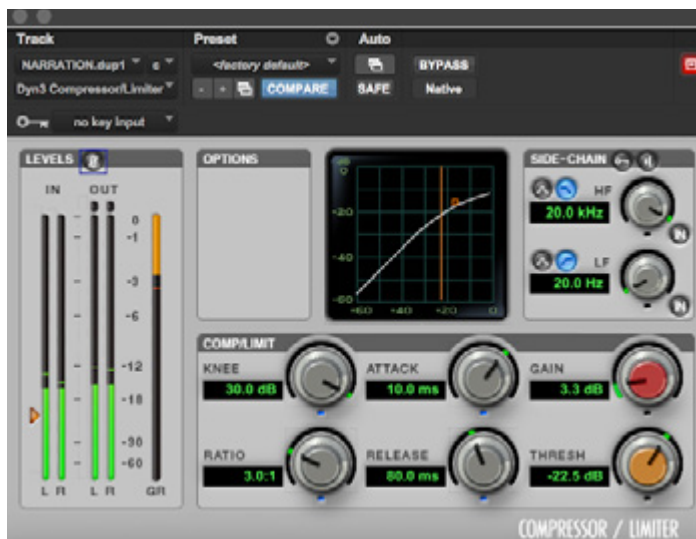 Track Preset Auto
NARRATION.dup1 e <factory default> BYPASS
Dyn3 Compressor/Limiter - + COMPARE SAFE Native
no key input
LEVELS OPTIONS SIDE-CHAIN
IN OUT
HF
20.0 kHz
IN
LF
20.0 Hz
IN
0
-1
-3
-6
-12
-18
-30
-60
L R L R GR
0
-20
-40
-60
-60 -40 -20 0
COMP/LIMIT
KNEE ATTACK GAIN
30.0 dB 10.0 ms 3.3 dB
RATIO RELEASE THRESH
3.0:1 80.0 ms -22.5 dB
COMPRESSOR / LIMITER